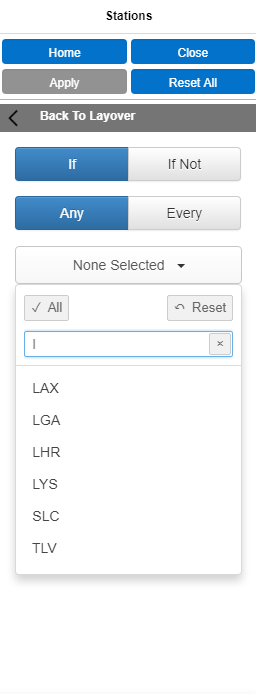 Stations
Home Close
Apply Reset All
Back To Layover
If If Not
Any Every
None Selected
✓ All Reset
l
×
LAX
LGA
LHR
LYS
SLC
TLV